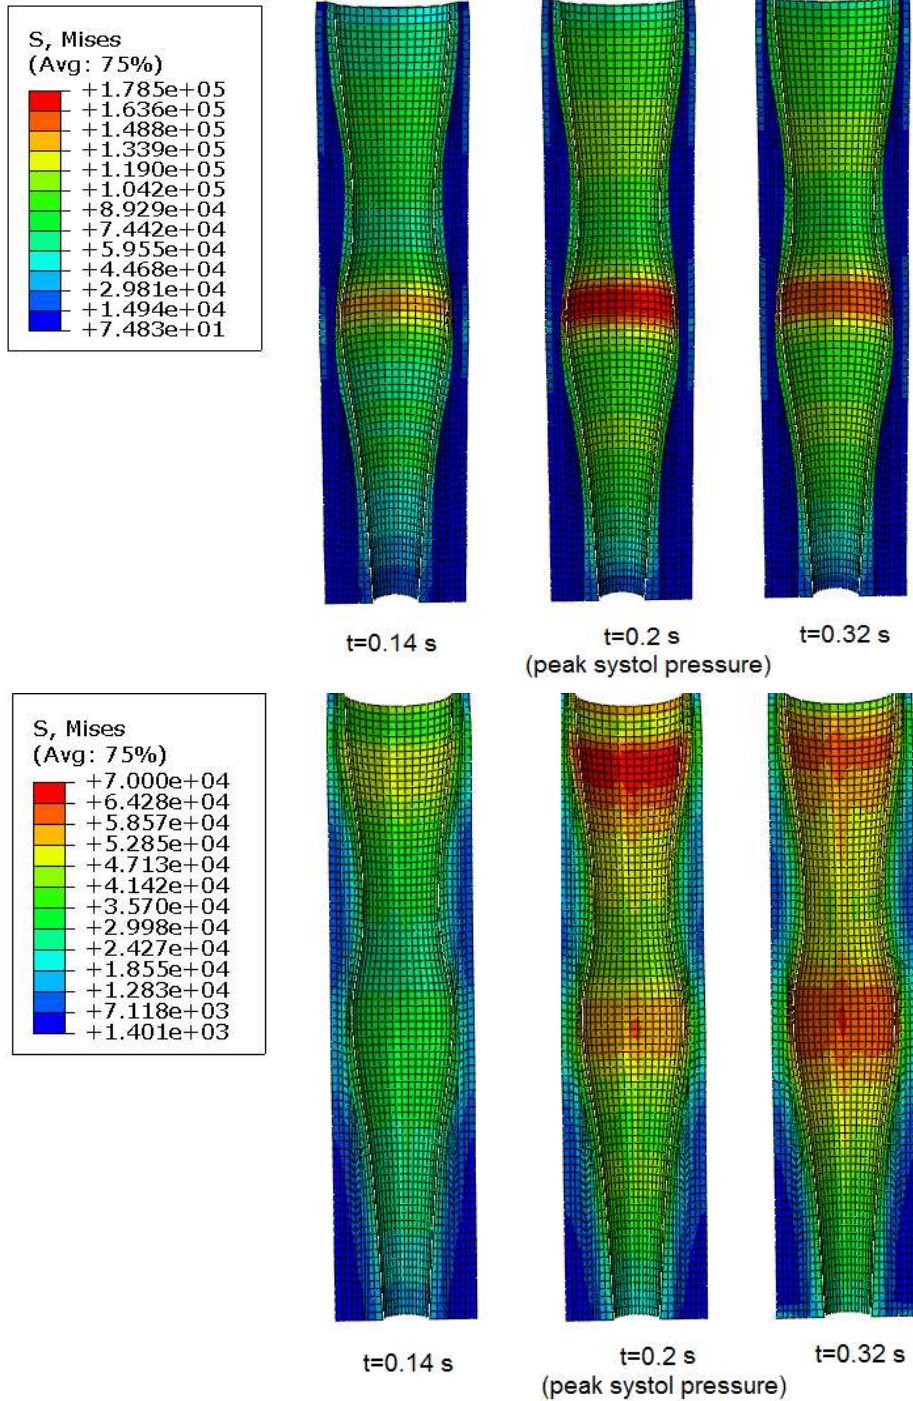 S, Mises
(Avg: 75%)
+1.785e+05
+1.636e+05
+1.488e+05
+1.339e+05
+1.190e+05
+1.042e+05
+8.929e+04
+7.442e+04
+5.955e+04
+4.468e+04
+2.981e+04
+1.494e+04
+7.483e+01
t=0.14 s
t=0.2 s
(peak systol pressure)
t=0.32 s
S, Mises
(Avg: 75%)
+7.000e+04
+6.428e+04
+5.857e+04
+5.285e+04
+4.713e+04
+4.142e+04
+3.570e+04
+2.998e+04
+2.427e+04
+1.855e+04
+1.283e+04
+7.118e+03
+1.401e+03
t=0.14 s
t=0.2 s
(peak systol pressure)
t=0.32 s